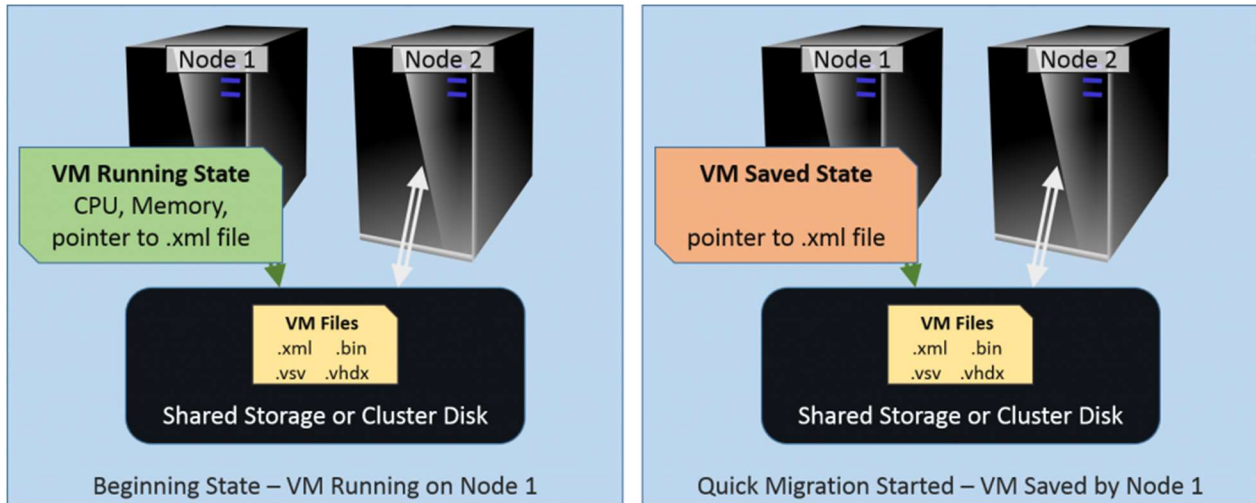 Node 1
Node 2
VM Running State
CPU, Memory,
pointer to .xml file
VM Files
.xml .bin
.vsv .vhdx
Shared Storage or Cluster Disk
Beginning State – VM Running on Node 1
Node 1
Node 2
VM Saved State
pointer to .xml file
VM Files
.xml .bin
.vsv .vhdx
Shared Storage or Cluster Disk
Quick Migration Started – VM Saved by Node 1